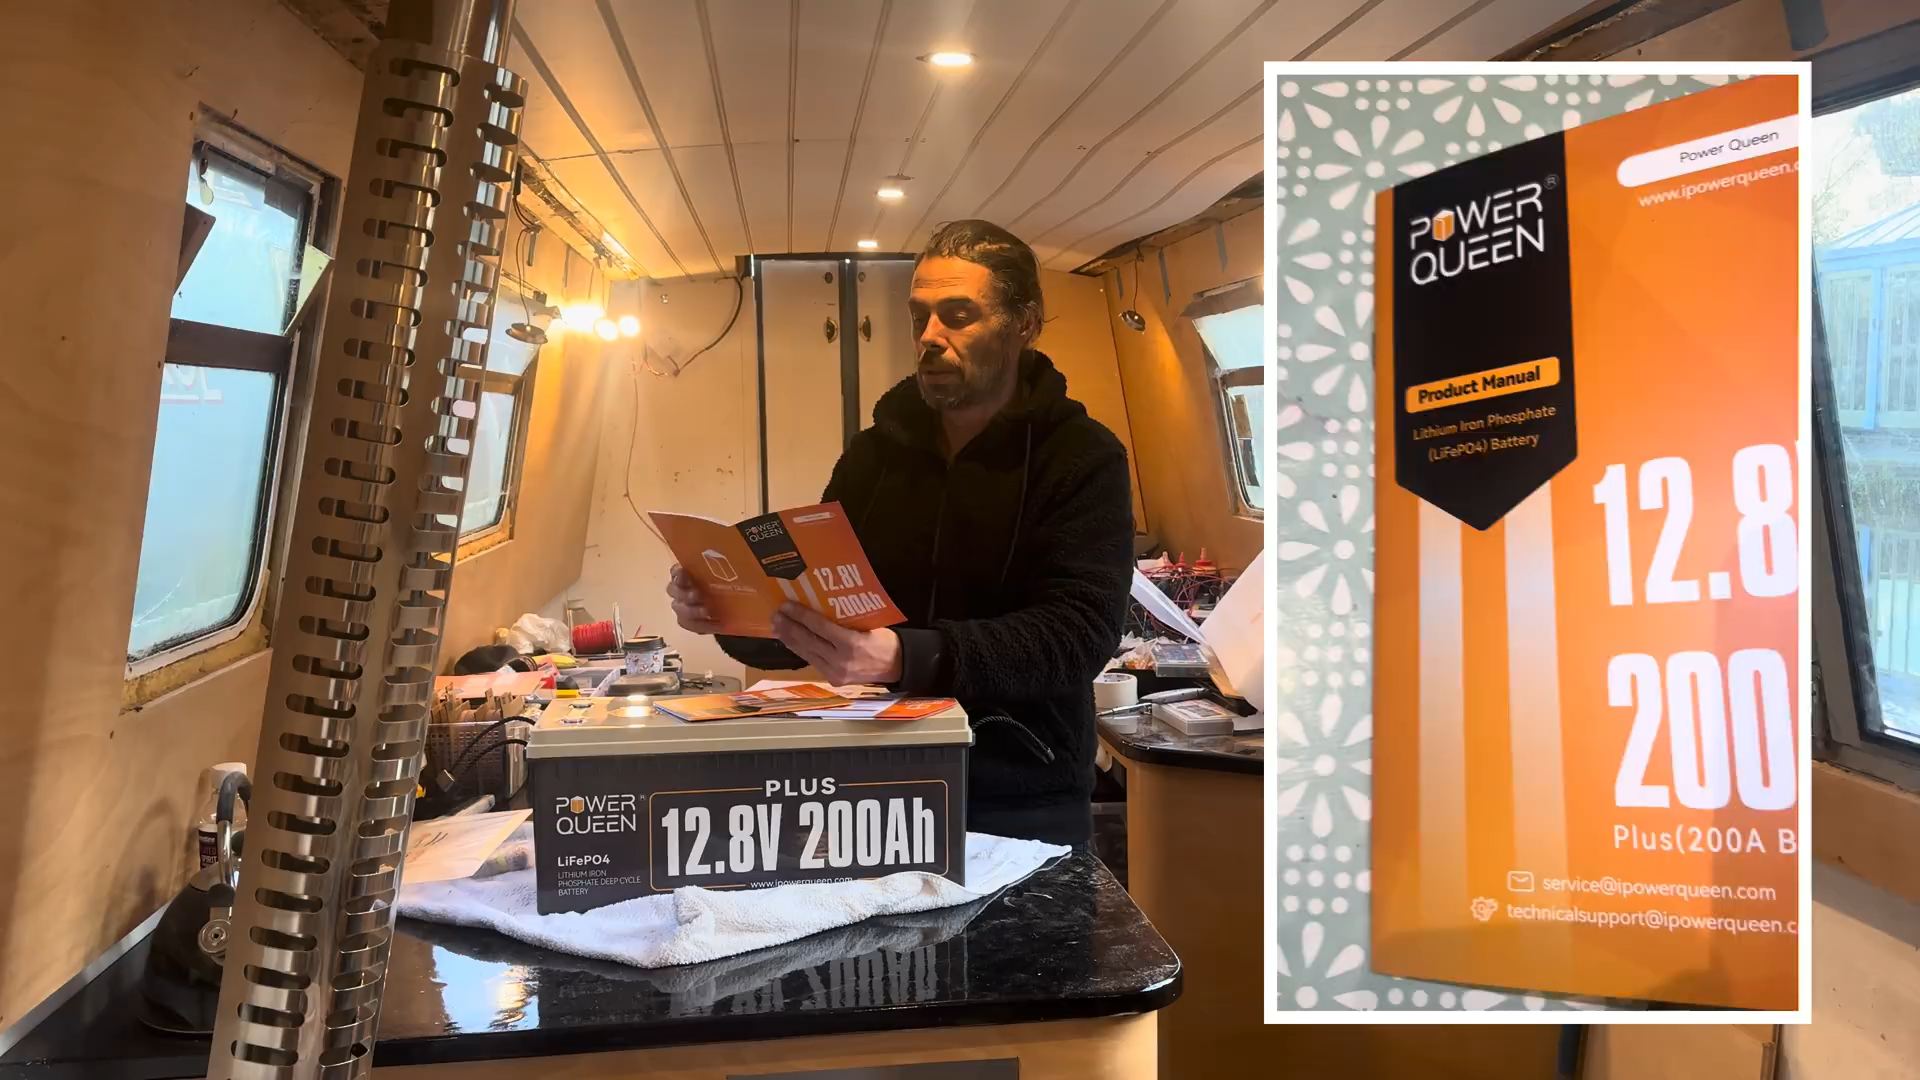 POWER
QUEEN
12.8V
200Ah
PLUS
POWER®
QUEEN
12.8V 200Ah
LiFePO4
LITHIUM IRON
PHOSPHATE DEEP CYCLE
BATTERY
www.ipowerqueen.com
Power Queen
www.ipowerqueen.c
POWER®
QUEEN
Product Manual
Lithium Iron Phosphate
(LiFePO4) Battery
12.8
200
Plus(200A B
service@ipowerqueen.com
technicalsupport@ipowerqueen.c